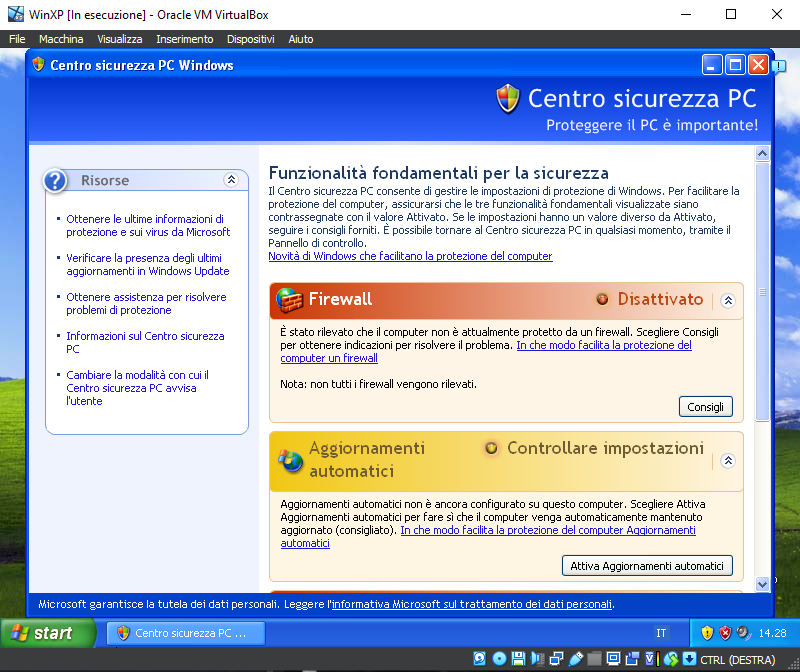 WinXP [In esecuzione] - Oracle VM VirtualBox
File Macchina Visualizza Inserimento Dispositivi Aiuto
Centro sicurezza PC Windows
Centro sicurezza PC
Proteggere il PC è importante!
Risorse
Ottenere le ultime informazioni di
protezione e sui virus da Microsoft
Verificare la presenza degli ultimi
aggiornamenti in Windows Update
Ottenere assistenza per risolvere
problemi di protezione
Informazioni sul Centro sicurezza
PC
Cambiare la modalità con cui il
Centro sicurezza PC avvisa
l'utente
Funzionalità fondamentali per la sicurezza
Il Centro sicurezza PC consente di gestire le impostazioni di protezione di Windows. Per facilitare la
protezione del computer, assicurarsi che le tre funzionalità fondamentali visualizzate siano
contrassegnate con il valore Attivato. Se le impostazioni hanno un valore diverso da Attivato,
seguire i consigli forniti. È possibile tornare al Centro sicurezza PC in qualsiasi momento, tramite il
Pannello di controllo.
Novità di Windows che facilitano la protezione del computer
Firewall Disattivato
È stato rilevato che il computer non è attualmente protetto da un firewall. Scegliere Consigli
per ottenere indicazioni per risolvere il problema. In che modo facilita la protezione del
computer un firewall
Nota: non tutti i firewall vengono rilevati.
Consigli
Aggiornamenti Controllare impostazioni
automatici
Aggiornamenti automatici non è ancora configurato su questo computer. Scegliere Attiva
Aggiornamenti automatici per fare sì che il computer venga automaticamente mantenuto
aggiornato (consigliato). In che modo facilita la protezione del computer Aggiornamenti
automatici
Attiva Aggiornamenti automatici
Microsoft garantisce la tutela dei dati personali. Leggere l'informativa Microsoft sul trattamento dei dati personali.
start Centro sicurezza PC ... IT 14.28
CTRL (DESTRA)